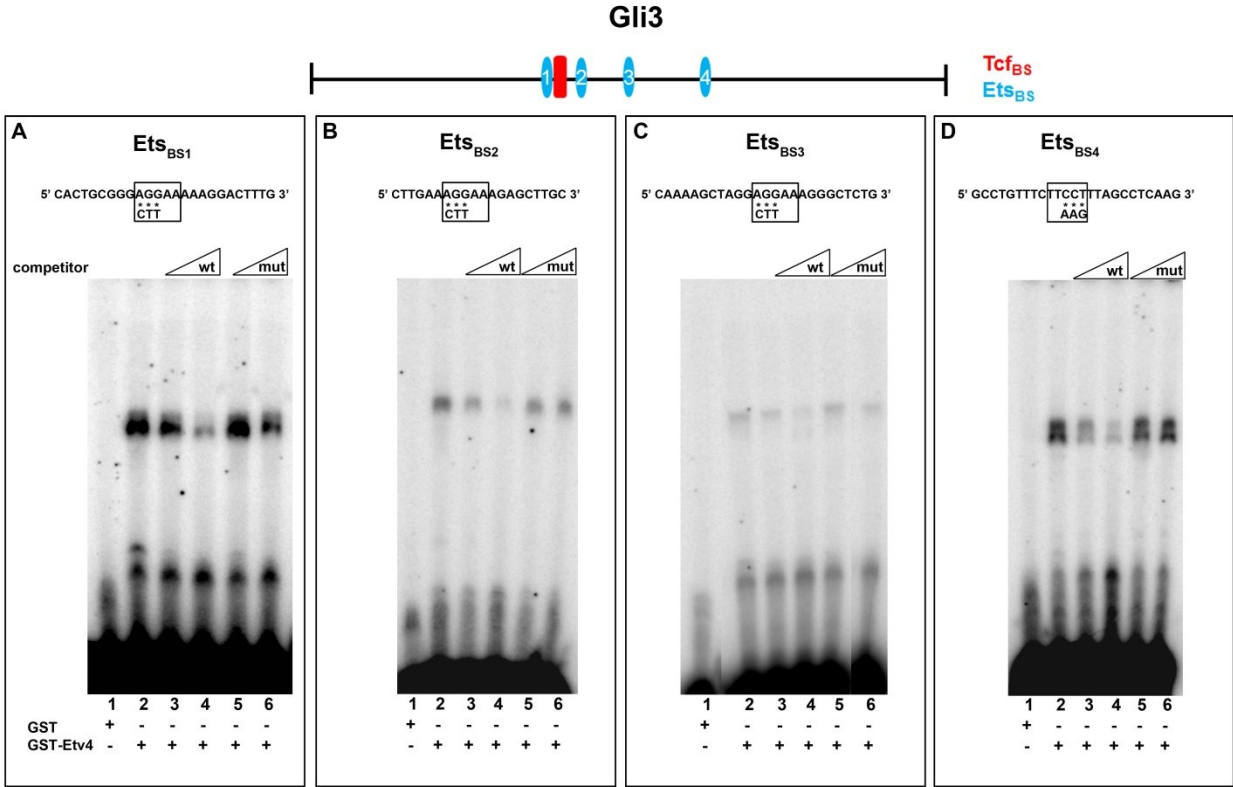 Gli3
1 2 3 4
Tcf BS
Ets BS
A
Ets BS1
5' CACTGCGGGAGGAAAAAGGACTTTG 3'
* * *
CTT
competitor wt mut
1 2 3 4 5 6
GST + - - - - -
GST-Etv4 - + + + + +
B
Ets BS2
5' CTTGAAAGGAAAGAGCTTGC 3'
* * *
CTT
wt mut
1 2 3 4 5 6
+ - - - - -
- + + + + +
C
Ets BS3
5' CAAAAGCTAGGAGGAAAGGGCTCTG 3'
* * *
CTT
wt mut
1 2 3 4 5 6
+ - - - - -
- + + + + +
D
Ets BS4
5' GCCTGTTTCTTCCTTTAGCCTCAAG 3'
* * *
AAG
wt mut
1 2 3 4 5 6
+ - - - - -
- + + + + +